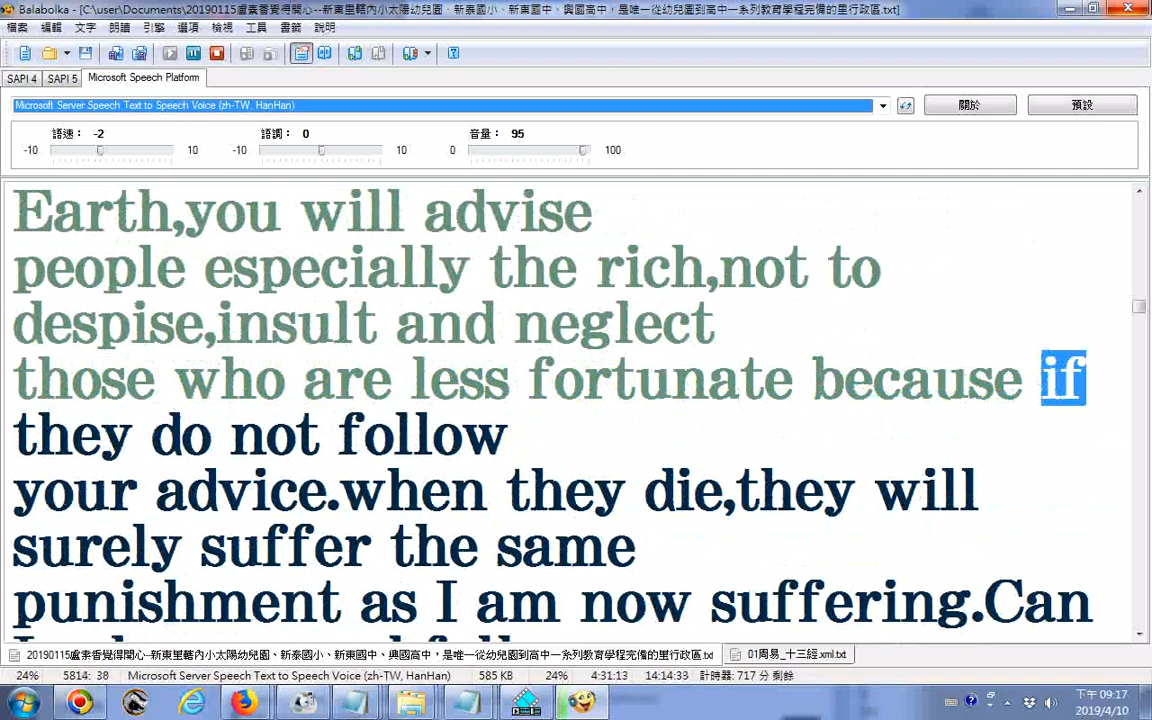 Balabolka - [C:\user\Documents\20190115盧素香覺得開心--新東里轄內小太陽幼兒園、新泰國小、新東國中、興國高中，是唯一從幼兒園到高中一系列教育學程完備的里行政區.txt]
檔案 編輯 文字 朗讀 引擎 選項 檢視 工具 書籤 說明
SAPI 4 SAPI 5 Microsoft Speech Platform
Microsoft Server Speech Text to Speech Voice (zh-TW, HanHan) 關於 預設
語速： -2 語調： 0 音量： 95
-10 10 -10 10 0 100
Earth,you will advise
people especially the rich,not to
despise,insult and neglect
those who are less fortunate because if
they do not follow
your advice.when they die,they will
surely suffer the same
punishment as I am now suffering.Can
20190115盧素香覺得開心--新東里轄內小太陽幼兒園、新泰國小、新東國中、興國高中，是唯一從幼兒園到高中一系列教育學程完備的里行政區.txt 01周易_十三經.xml.txt
24% 5814: 38 Microsoft Server Speech Text to Speech Voice (zh-TW, HanHan) 585 KB 24% 4:31:13 14:14:33 計時器: 717 分 剩餘
下午 09:17
2019/4/10